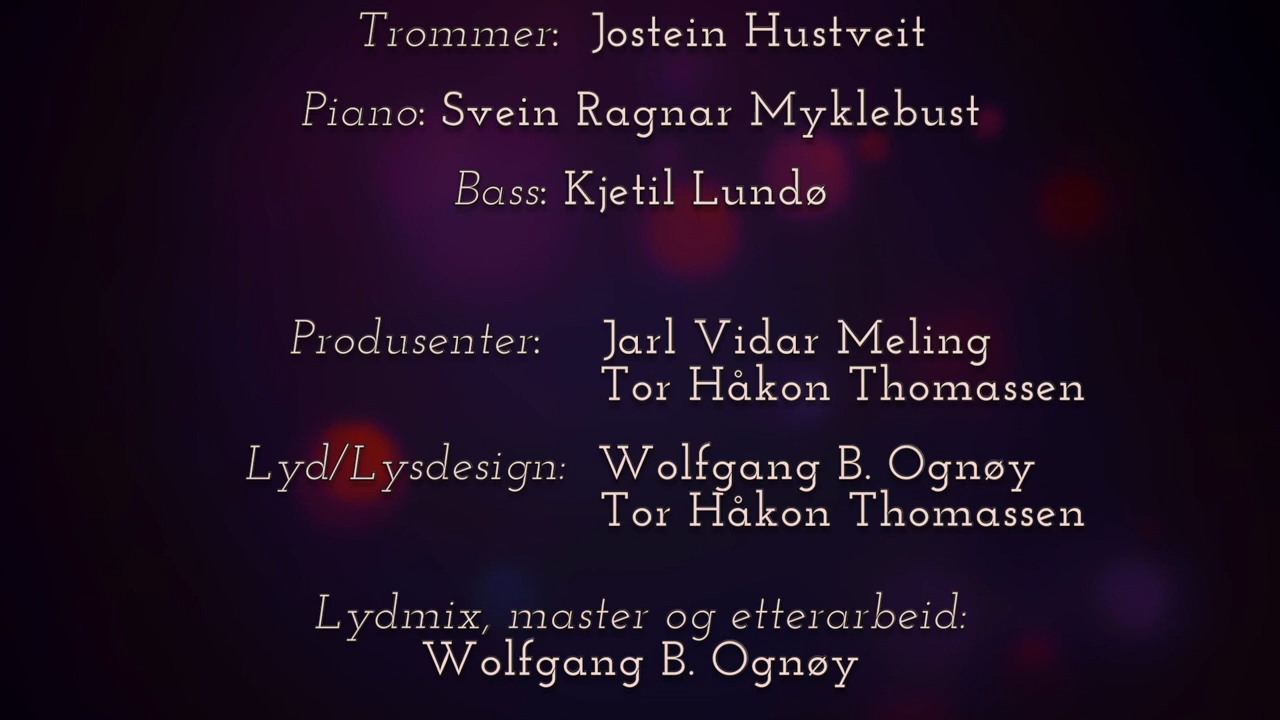 Trommer: Jostein Hustveit
Piano: Svein Ragnar Myklebust
Bass: Kjetil Lundø
Produsenter: Jarl Vidar Meling
Tor Håkon Thomassen
Lyd/Lysdesign: Wolfgang B. Ognøy
Tor Håkon Thomassen
Lydmix, master og etterarbeid:
Wolfgang B. Ognøy